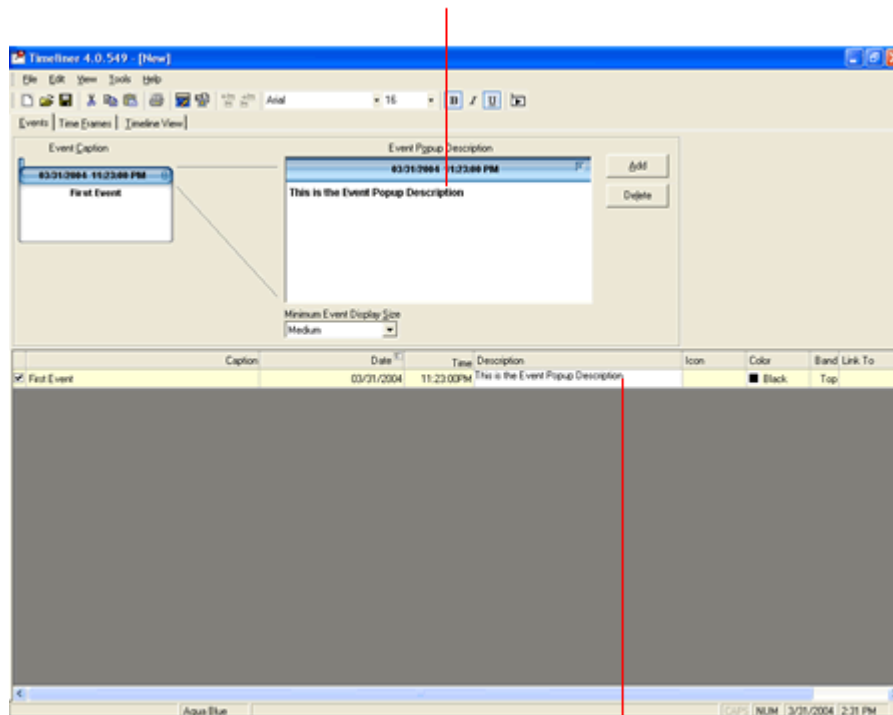 Timeliner 4.0.549 - [New]
File Edit View Tools Help
Arial 16 B I U
Events Time Frames Timeline View
Event Caption Event Popup Description
03/31/2004 11:23:00 PM 03/31/2004 11:23:00 PM Add
First Event This is the Event Popup Description Delete
Minimum Event Display Size
Medium
Caption Date Time Description Icon Color Band Link To
First Event 03/31/2004 11:23:00PM This is the Event Popup Description Black Top
Aqua Blue CAPS NUM 3/31/2004 2:31 PM